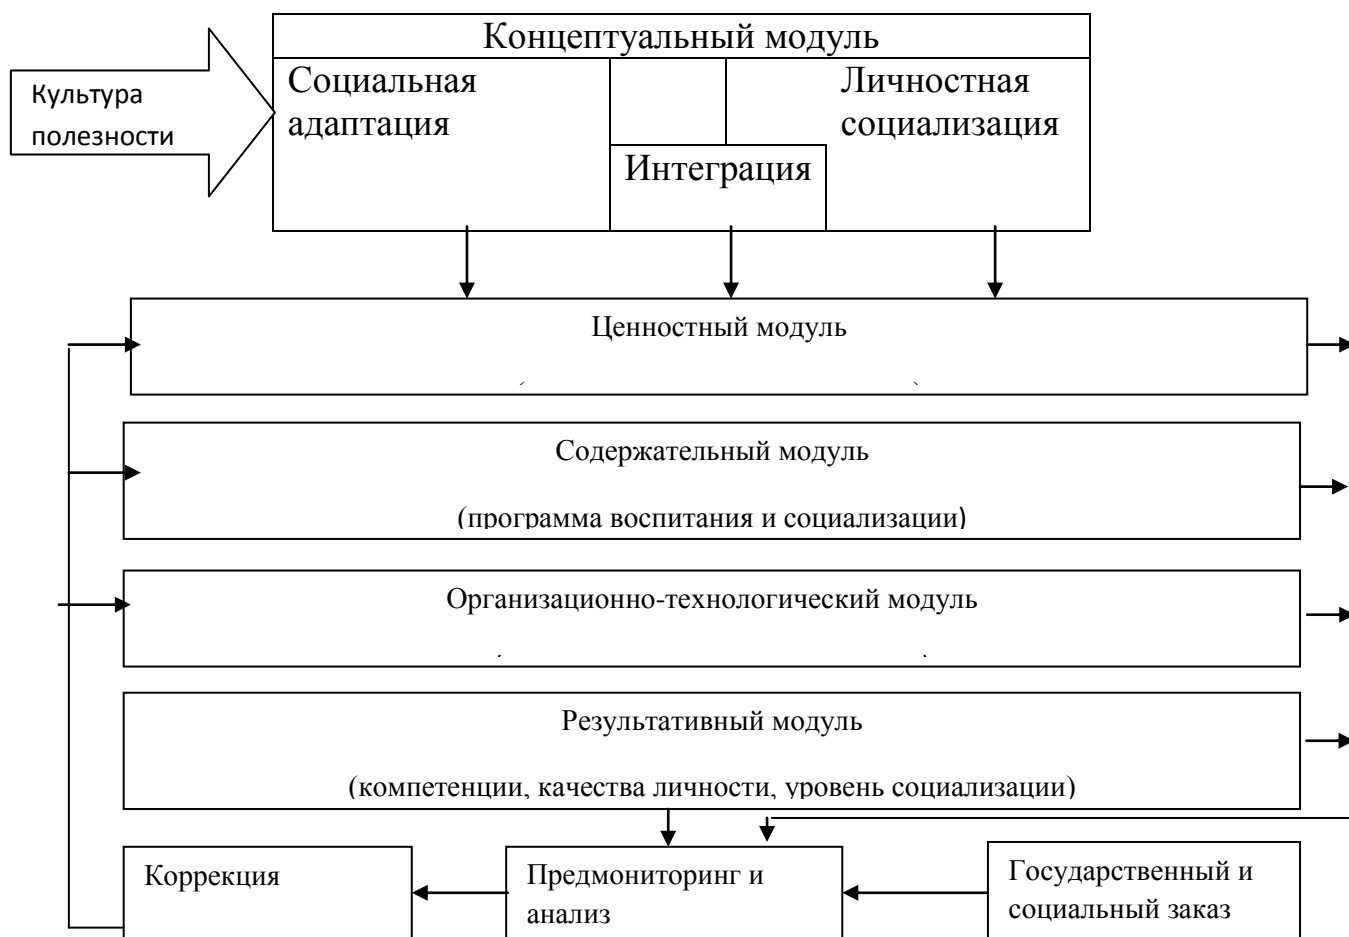 Концептуальный модуль
Культура
полезности
Социальная
адаптация
Личностная
социализация
Интеграция
Ценностный модуль
Содержательный модуль
(программа воспитания и социализации)
Организационно-технологический модуль
Результативный модуль
(компетенции, качества личности, уровень социализации)
Коррекция
Предмониторинг и
анализ
Государственный и
социальный заказ